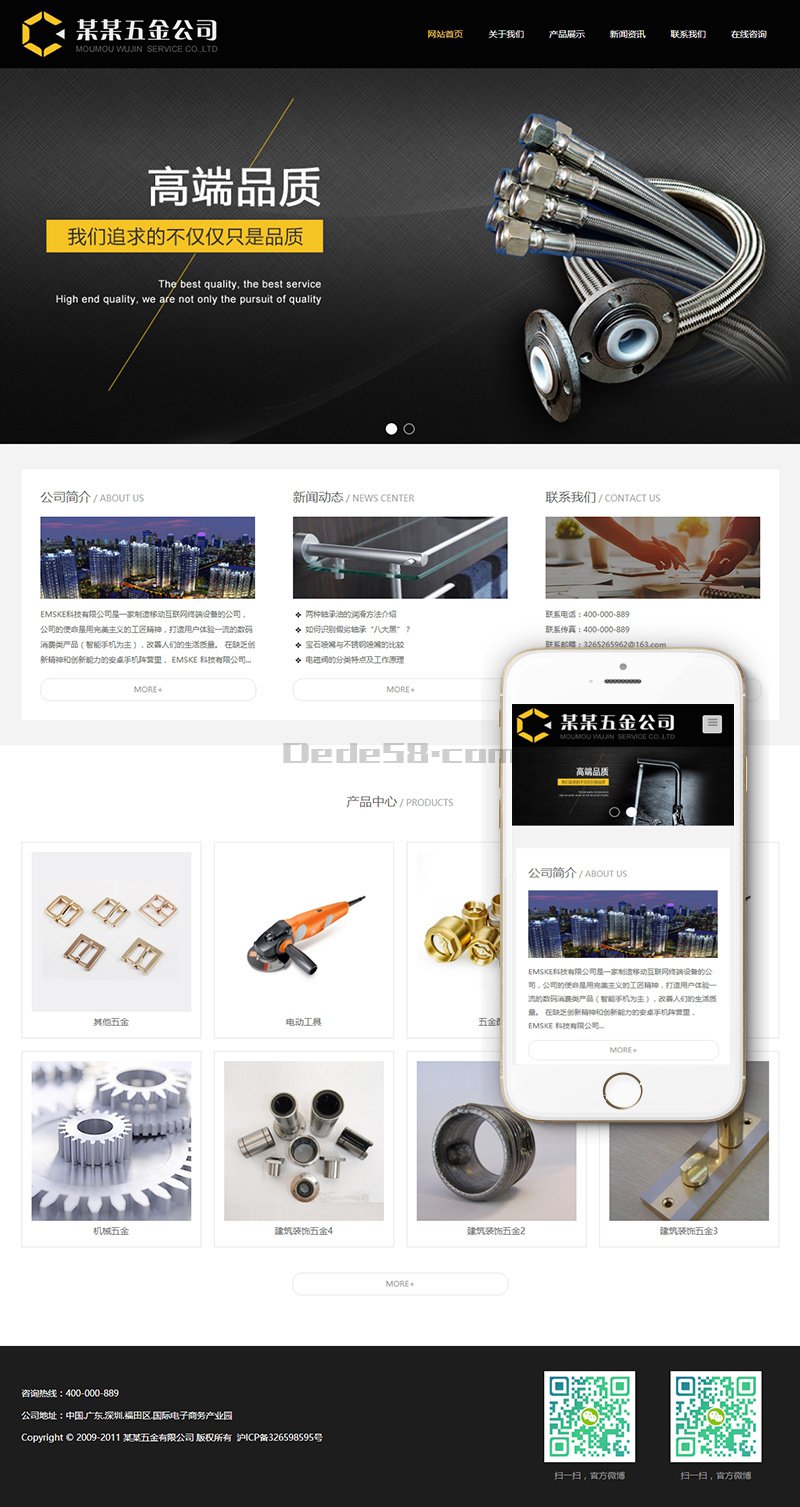 某某五金公司
MOUMOU WUJIN SERVICE CO.,LTD
网站首页 关于我们 产品展示 新闻资讯 联系我们 在线咨询
高端品质
我们追求的不仅仅只是品质
The best quality, the best service
High end quality, we are not only the pursuit of quality
公司简介 / ABOUT US
EMSKE科技有限公司是一家制造移动互联网终端设备的公司，
公司的使命是用完美主义的工匠精神，打造用户体验一流的数码
消费类产品（智能手机为主），改善人们的生活质量。 在缺乏创
新精神和创新能力的安卓手机阵营里， EMSKE 科技有限公司...
MORE+
新闻动态 / NEWS CENTER
两种轴承油的润滑方法介绍
如何识别假劣轴承“八大黑”？
宝石喷嘴与不锈钢喷嘴的比较
电磁阀的分类特点及工作原理
MORE+
联系我们 / CONTACT US
联系电话：400-000-889
联系传真：400-000-889
联系邮箱：3265265962@163.com
Dede58.com
产品中心 / PRODUCTS
其他五金
电动工具
五金
机械五金
建筑装饰五金4
建筑装饰五金2
建筑装饰五金3
MORE+
某某五金公司
MOUMOU WUJIN SERVICE CO.,LTD
高端品质
我们追求的不仅仅只是品质
公司简介 / ABOUT US
EMSKE科技有限公司是一家制造移动互联网终端设备的公
司，公司的使命是用完美主义的工匠精神，打造用户体验一
流的数码消费类产品（智能手机为主），改善人们的生活质
量。 在缺乏创新精神和创新能力的安卓手机阵营里，
EMSKE 科技有限公司...
MORE+
咨询热线：400-000-889
公司地址：中国.广东.深圳.福田区.国际电子商务产业园
Copyright © 2009-2011 某某五金有限公司 版权所有 沪ICP备326598595号
扫一扫，官方微博
扫一扫，官方微博